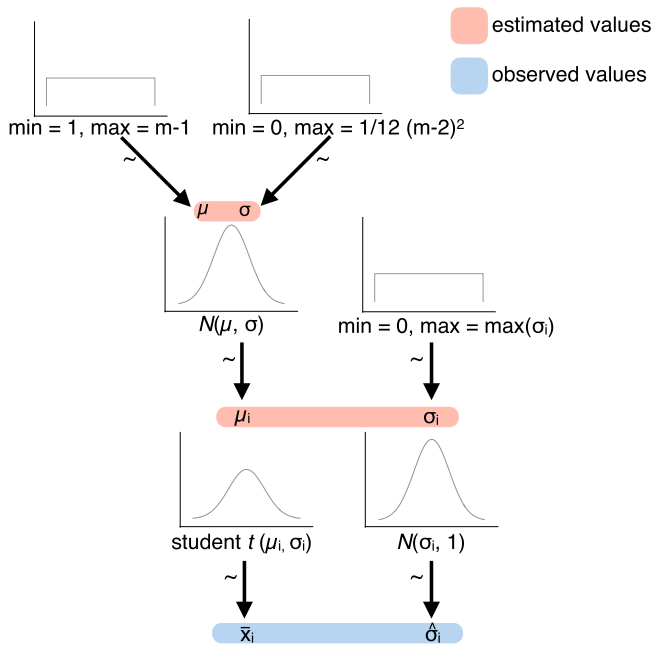 estimated values
observed values
min = 1, max = m-1
min = 0, max = 1/12 (m-2)²
~
~
μ σ
N(μ, σ)
min = 0, max = max(σᵢ)
~
~
μᵢ
σᵢ
student t (μᵢ, σᵢ)
N(σᵢ, 1)
~
~
x̄ᵢ
σ̂ᵢ